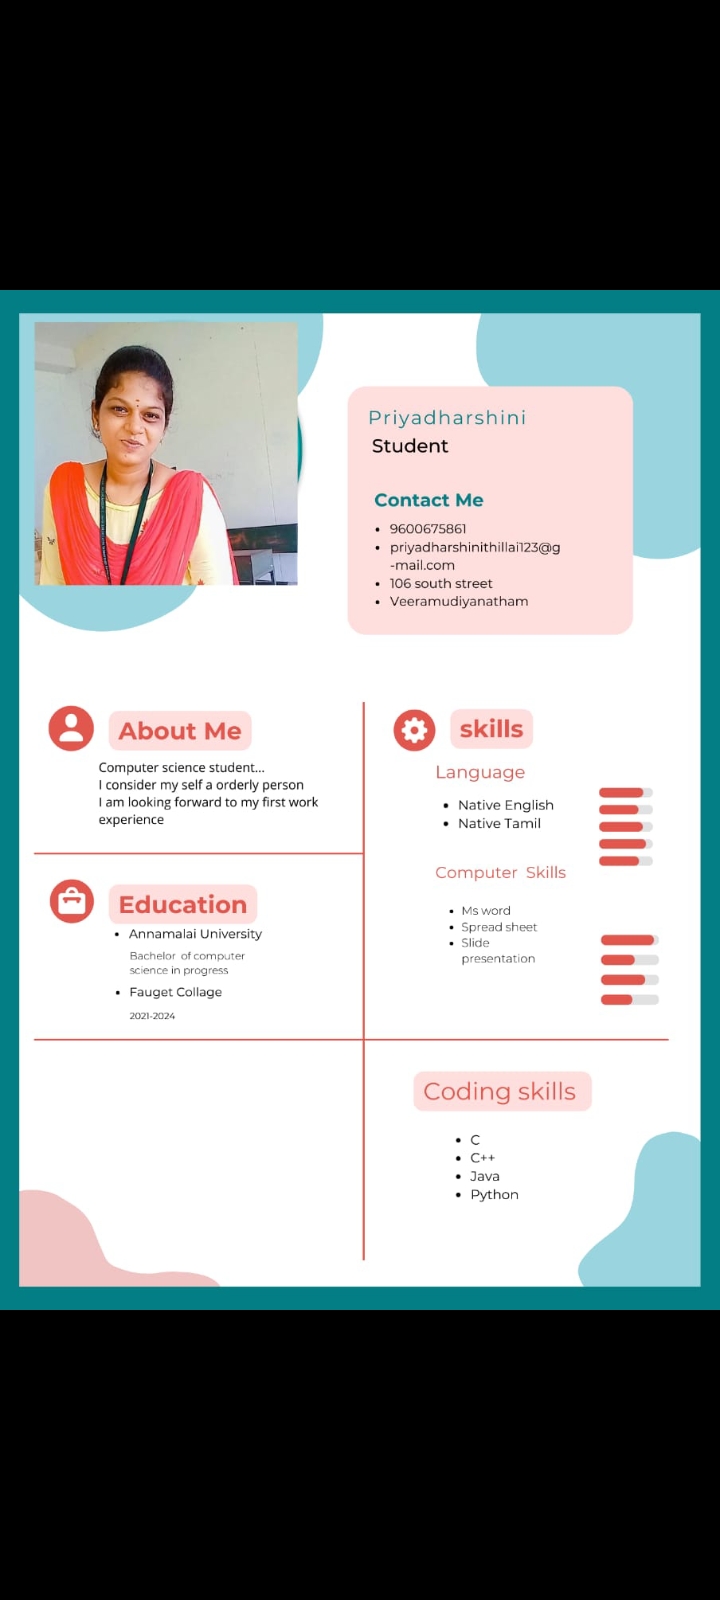 Priyadharshini
Student
Contact Me
9600675861
priyadharshinithillai123@g
-mail.com
106 south street
Veeramudiyanatham
About Me
Computer science student...
I consider my self a orderly person
I am looking forward to my first work
experience
Education
Annamalai University
Bachelor of computer
science in progress
Fauget Collage
2021-2024
skills
Language
Native English
Native Tamil
Computer Skills
Ms word
Spread sheet
Slide
presentation
Coding skills
C
C++
Java
Python